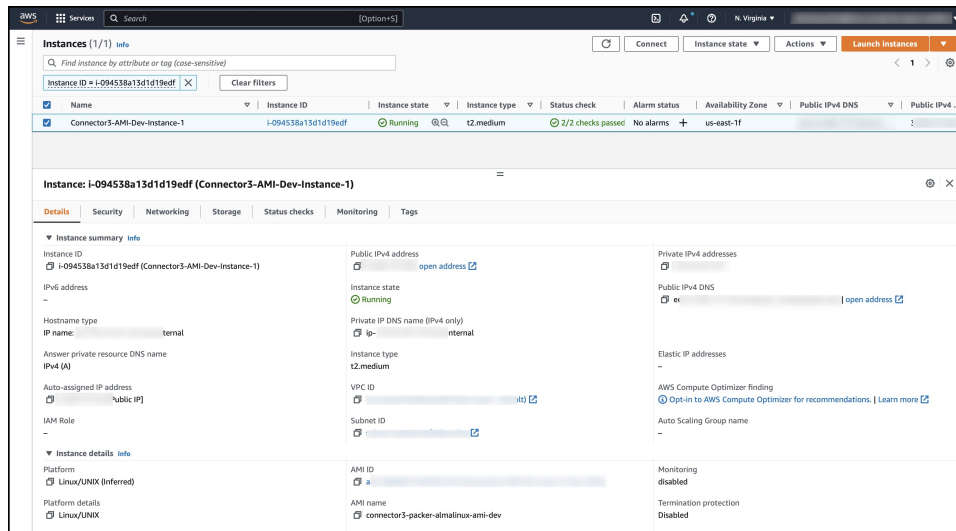 aws Services Search [Option+S] N. Virginia
Instances (1/1) Info
Connect Instance state Actions Launch instances
Find instance by attribute or tag (case-sensitive)
1
Instance ID = i-094538a13d1d19edf Clear filters
Name Instance ID Instance state Instance type Status check Alarm status Availability Zone Public IPv4 DNS Public IPv4 .
Connector3-AMI-Dev-Instance-1 i-094538a13d1d19edf Running t2.medium 2/2 checks passed No alarms + us-east-1f
Instance: i-094538a13d1d19edf (Connector3-AMI-Dev-Instance-1)
Details Security Networking Storage Status checks Monitoring Tags
Instance summary Info
Instance ID Public IPv4 address Private IPv4 addresses
i-094538a13d1d19edf (Connector3-AMI-Dev-Instance-1) open address
IPv6 address Instance state Public IPv4 DNS
– Running open address
Hostname type Private IP DNS name (IPv4 only)
IP name: ternal ip- nternal
Answer private resource DNS name Instance type Elastic IP addresses
IPv4 (A) t2.medium –
Auto-assigned IP address VPC ID AWS Compute Optimizer finding
Public IP] lt) Opt-in to AWS Compute Optimizer for recommendations. | Learn more
IAM Role Subnet ID Auto Scaling Group name
– –
Instance details Info
Platform AMI ID Monitoring
Linux/UNIX (Inferred) a disabled
Platform details AMI name Termination protection
Linux/UNIX connector3-packer-almalinux-ami-dev Disabled